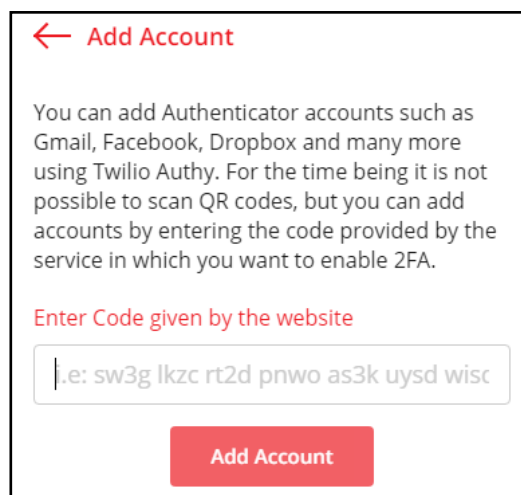 Add Account
You can add Authenticator accounts such as
Gmail, Facebook, Dropbox and many more
using Twilio Authy. For the time being it is not
possible to scan QR codes, but you can add
accounts by entering the code provided by the
service in which you want to enable 2FA.
Enter Code given by the website
i.e: sw3g lkzc rt2d pnwo as3k uysd wisc
Add Account